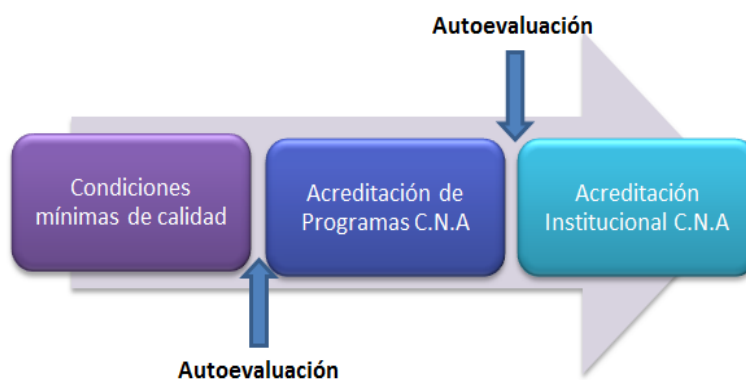 Autoevaluación
Condiciones
mínimas de calidad
Acreditación de
Programas C.N.A
Acreditación
Institucional C.N.A
Autoevaluación